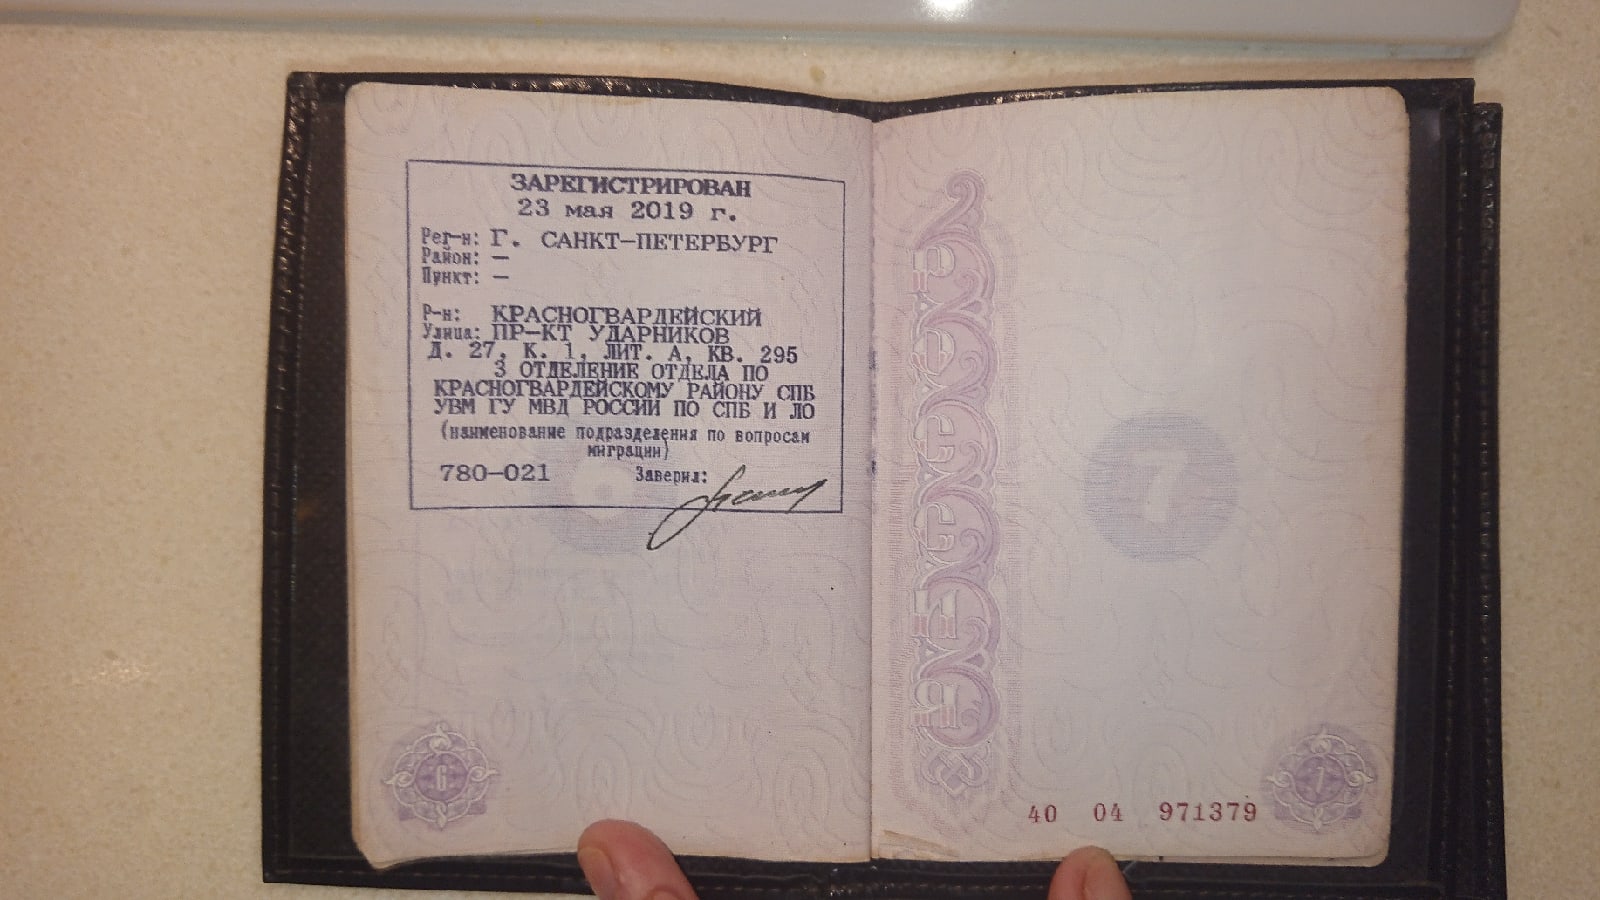 ЗАРЕГИСТРИРОВАН
23 мая 2019 г.
Рег-н: Г. САНКТ-ПЕТЕРБУРГ
Район: —
Пункт: —
Р-н: КРАСНОГВАРДЕЙСКИЙ
Улица: ПР-КТ УДАРНИКОВ
Д. 27, К. 1, ЛИТ. А, КВ. 295
3 ОТДЕЛЕНИЕ ОТДЕЛА ПО
КРАСНОГВАРДЕЙСКОМУ РАЙОНУ СПБ
УВМ ГУ МВД РОССИИ ПО СПБ И ЛО
(наименование подразделения по вопросам
миграции)
780-021 Заверил:
6
РОССИЯ
7
40 04 971379
7